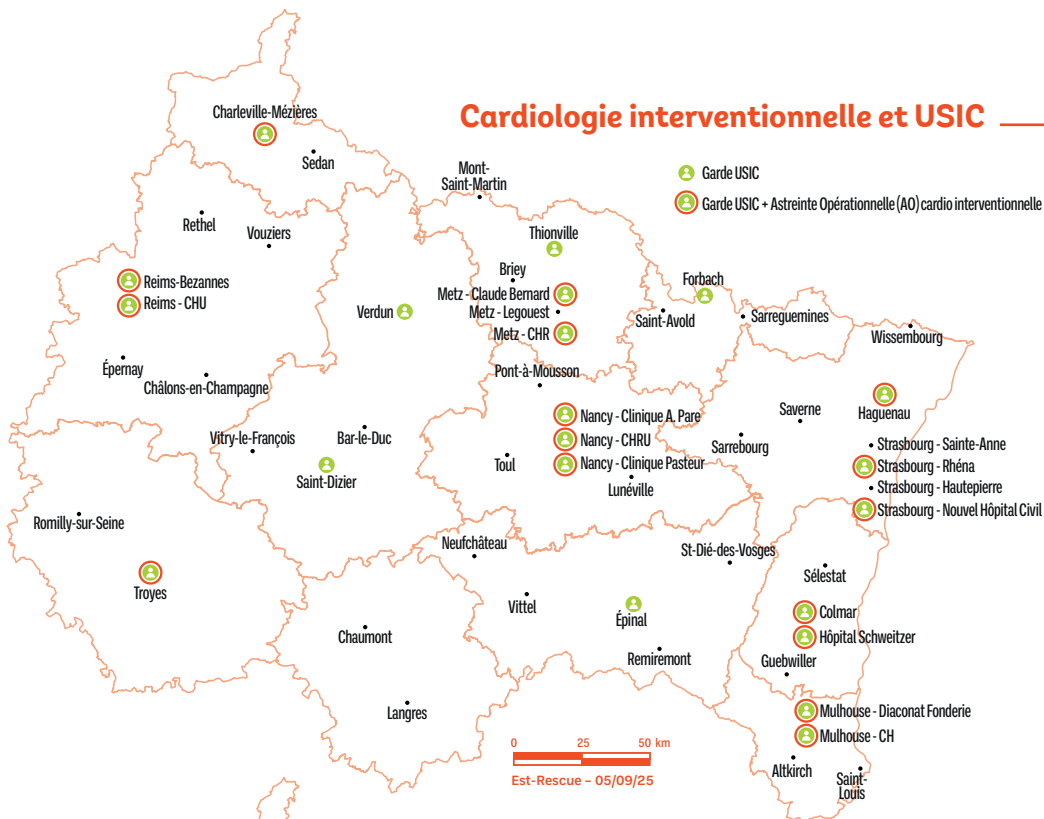 Cardiologie interventionnelle et USIC
Garde USIC
Garde USIC + Astreinte Opérationnelle (AO) cardio interventionnelle
Charleville-Mézières
Sedan
Mont-
Saint-Martin
Rethel
Vouziers
Thionville
Briey
Forbach
Reims-Bezannes
Reims - CHU
Verdun
Metz - Claude Bernard
Metz - Legouest
Metz - CHR
Saint-Avold
Sarreguemines
Wissembourg
Épernay
Châlons-en-Champagne
Pont-à-Mousson
Haguenau
Saverne
Nancy - Clinique A. Pare
Nancy - CHRU
Nancy - Clinique Pasteur
Sarrebourg
Strasbourg - Sainte-Anne
Strasbourg - Rhéna
Strasbourg - Hautepierre
Strasbourg - Nouvel Hôpital Civil
Vitry-le-François
Bar-le-Duc
Saint-Dizier
Toul
Lunéville
Romilly-sur-Seine
Troyes
Neufchâteau
St-Dié-des-Vosges
Sélestat
Vittel
Épinal
Colmar
Hôpital Schweitzer
Chaumont
Remiremont
Guebwiller
Langres
Mulhouse - Diaconat Fonderie
Mulhouse - CH
Altkirch
Saint-
Louis
0 25 50 km
Est-Rescue – 05/09/25